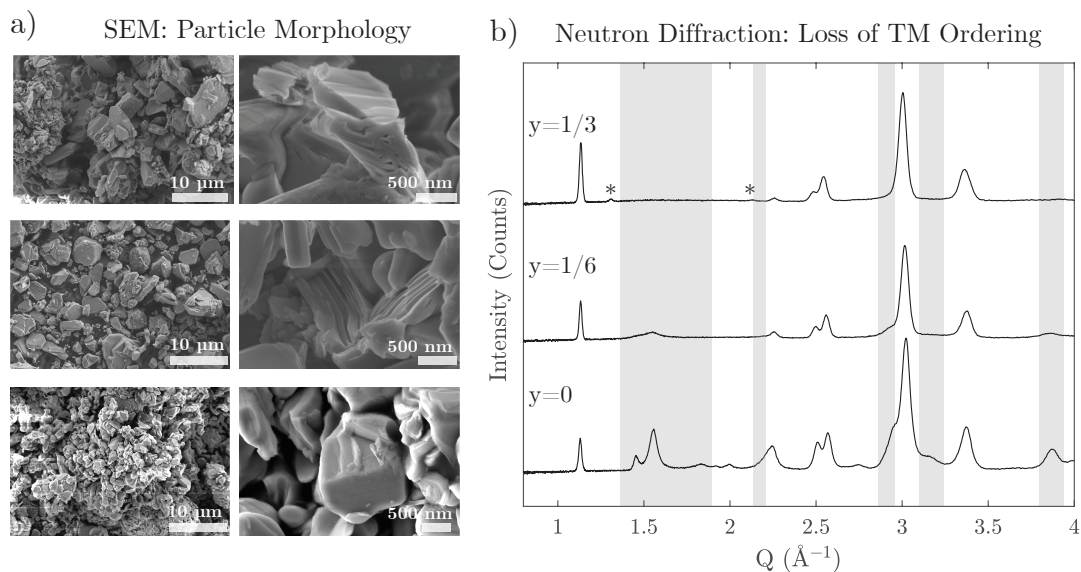 a)
SEM: Particle Morphology
10 µm
500 nm
10 µm
500 nm
10 µm
500 nm
b)
Neutron Diffraction: Loss of TM Ordering
Intensity (Counts)
y=1/3
*
*
y=1/6
y=0
1
1.5
2
2.5
3
3.5
4
Q (Å⁻¹)